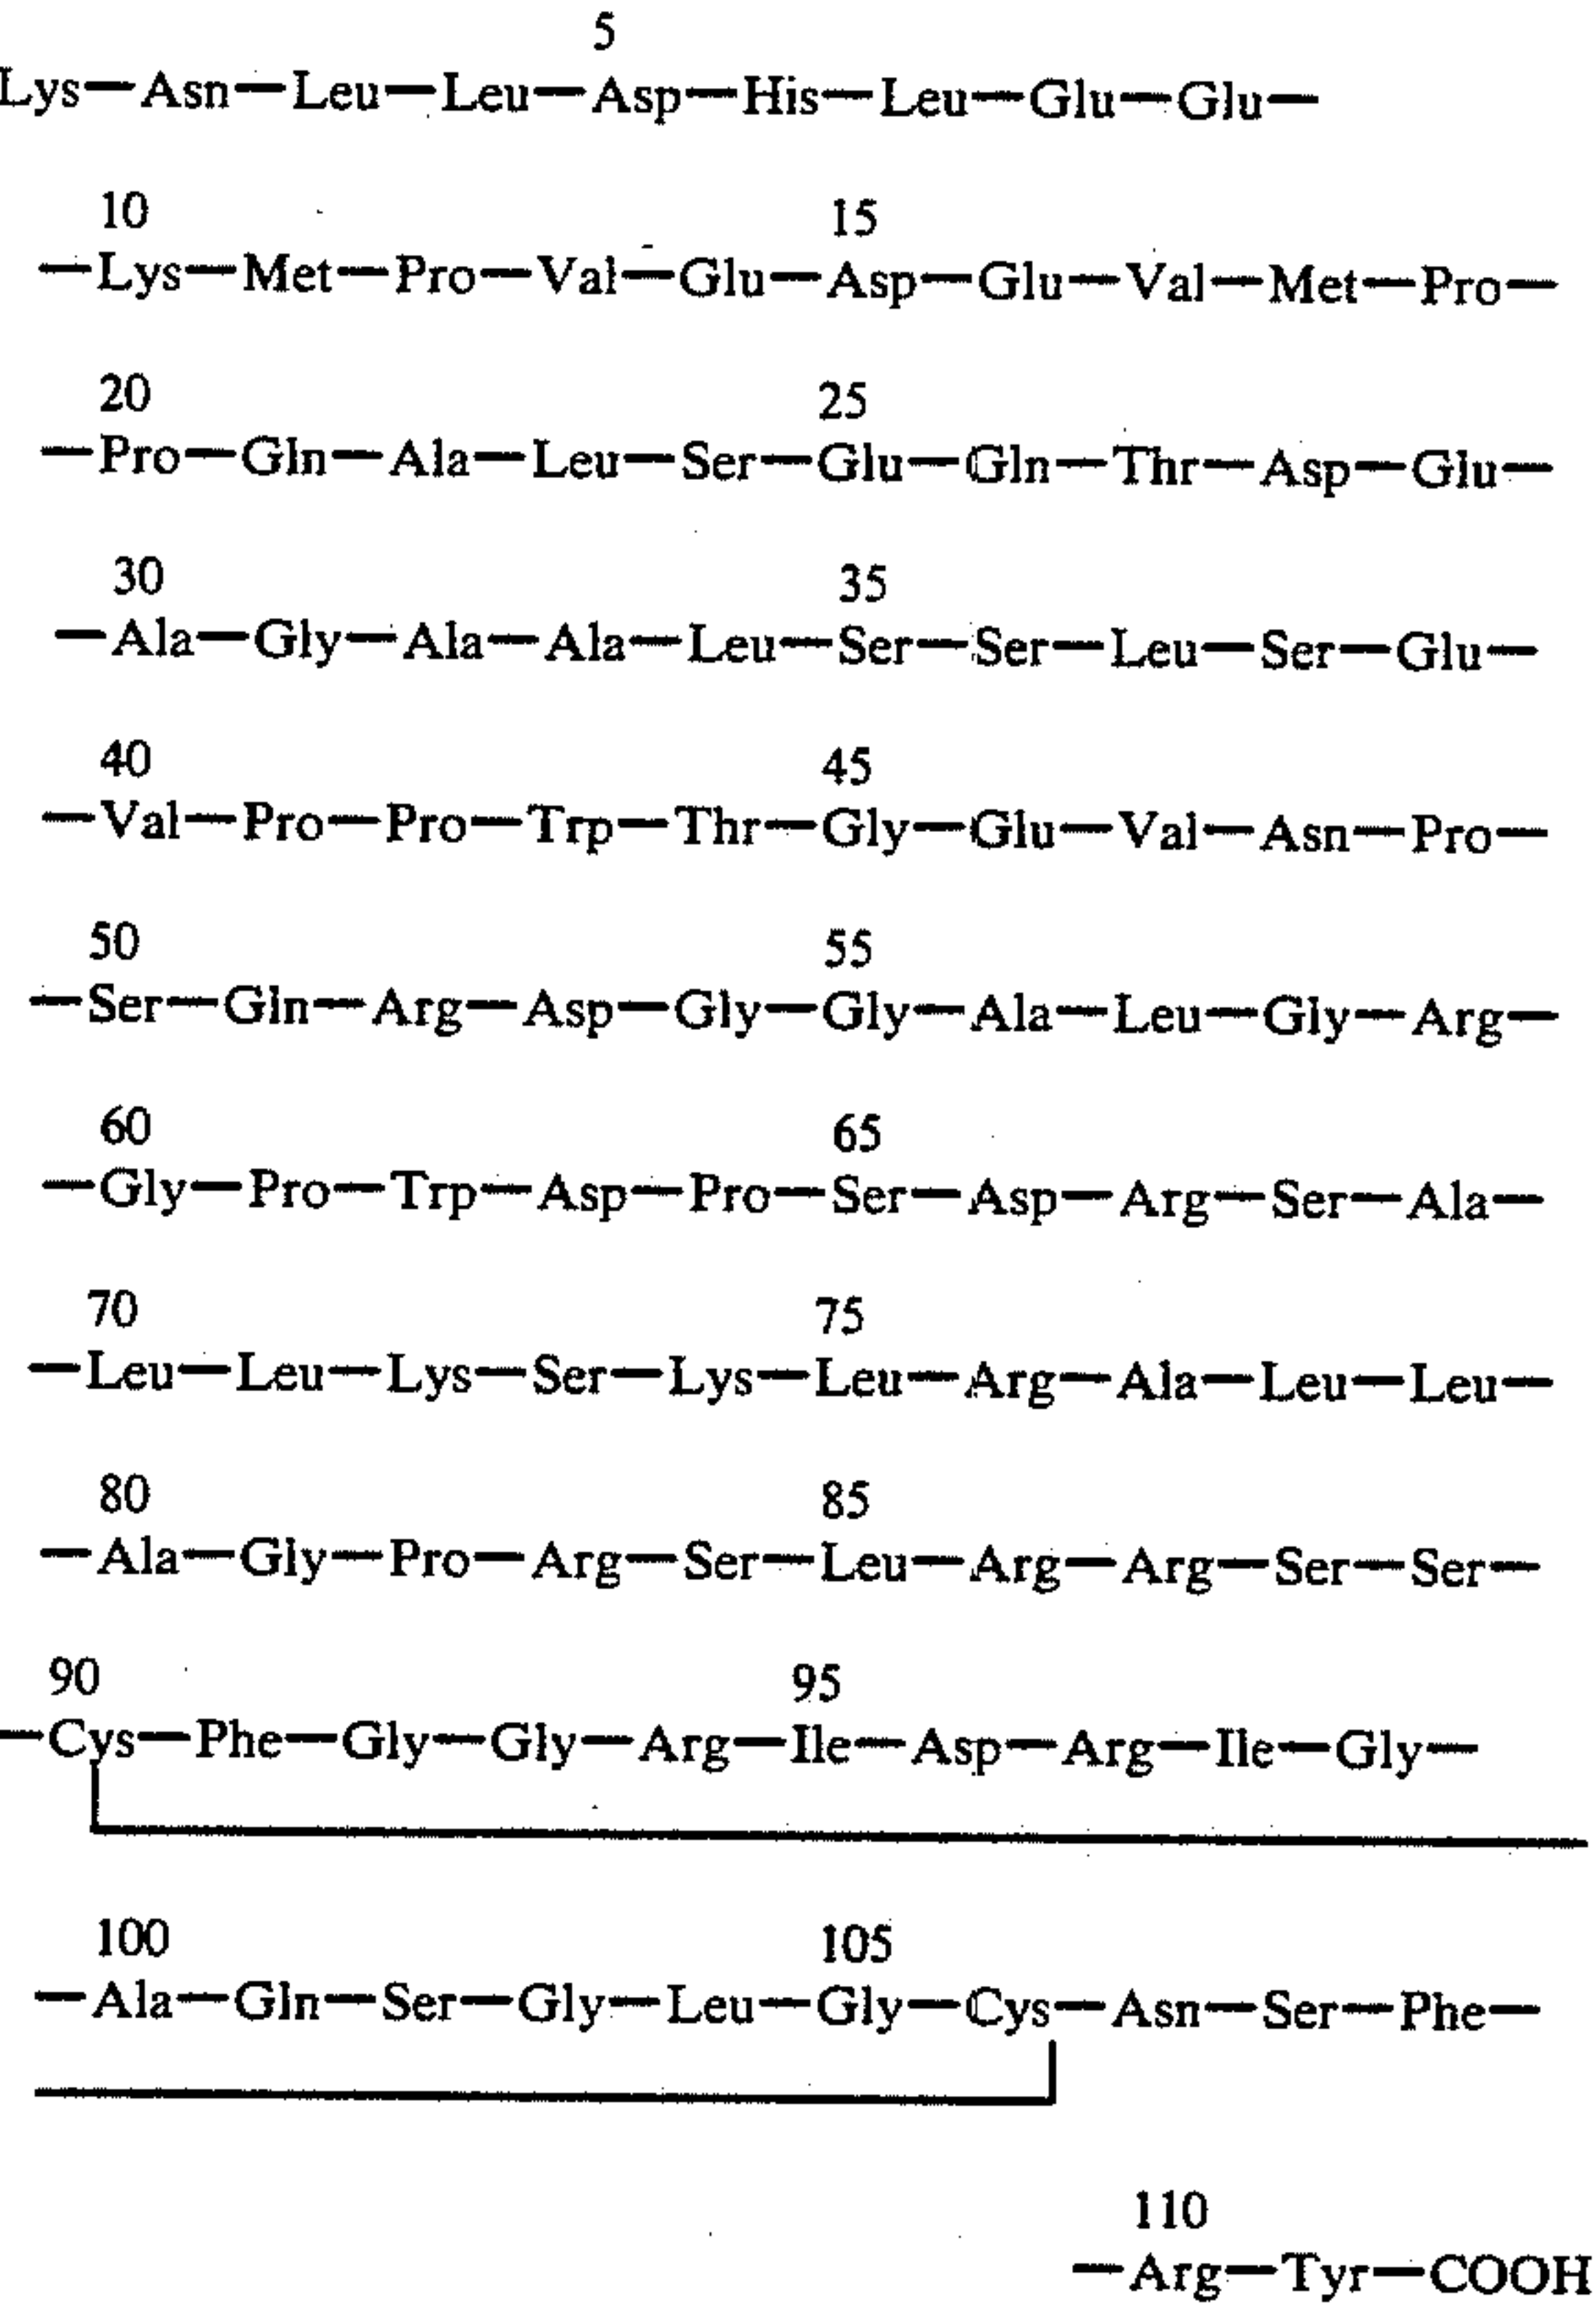 5
Lys—Asn—Leu—Leu—Asp—His—Leu—Glu—Glu—
10 15
—Lys—Met—Pro—Val—Glu—Asp—Glu—Val—Met—Pro—
20 25
—Pro—Gln—Ala—Leu—Ser—Glu—Gln—Thr—Asp—Glu—
30 35
—Ala—Gly—Ala—Ala—Leu—Ser—Ser—Leu—Ser—Glu—
40 45
—Val—Pro—Pro—Trp—Thr—Gly—Glu—Val—Asn—Pro—
50 55
—Ser—Gln—Arg—Asp—Gly—Gly—Ala—Leu—Gly—Arg—
60 65
—Gly—Pro—Trp—Asp—Pro—Ser—Asp—Arg—Ser—Ala—
70 75
—Leu—Leu—Lys—Ser—Lys—Leu—Arg—Ala—Leu—Leu—
80 85
—Ala—Gly—Pro—Arg—Ser—Leu—Arg—Arg—Ser—Ser—
90 95
—Cys—Phe—Gly—Gly—Arg—Ile—Asp—Arg—Ile—Gly—
100 105
—Ala—Gln—Ser—Gly—Leu—Gly—Cys—Asn—Ser—Phe—
110
—Arg—Tyr—COOH